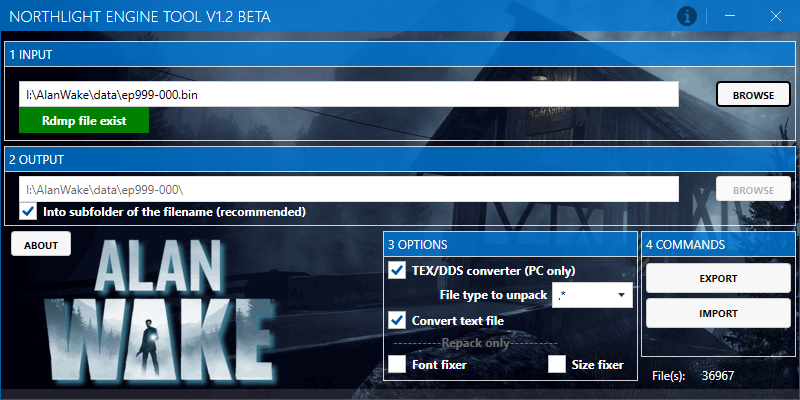 NORTHLIGHT ENGINE TOOL V1.2 BETA
1 INPUT
I:\AlanWake\data\ep999-000.bin
BROWSE
Rdmp file exist
2 OUTPUT
I:\AlanWake\data\ep999-000\
BROWSE
Into subfolder of the filename (recommended)
ABOUT
ALAN
WAKE
3 OPTIONS
TEX/DDS converter (PC only)
File type to unpack .*
Convert text file
----------Repack only----------
Font fixer
Size fixer
4 COMMANDS
EXPORT
IMPORT
File(s): 36967